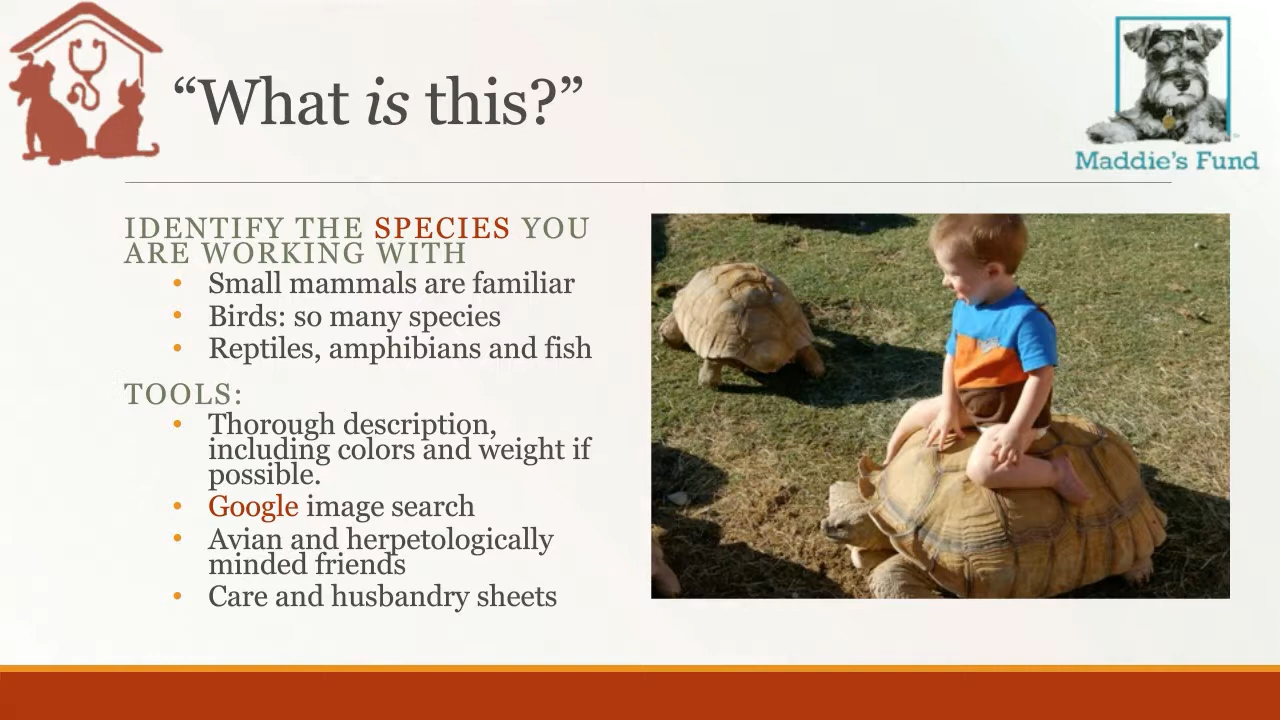 “What is this?”
Maddie's Fund
IDENTIFY THE SPECIES YOU
ARE WORKING WITH
• Small mammals are familiar
• Birds: so many species
• Reptiles, amphibians and fish
TOOLS:
• Thorough description,
including colors and weight if
possible.
• Google image search
• Avian and herpetologically
minded friends
• Care and husbandry sheets